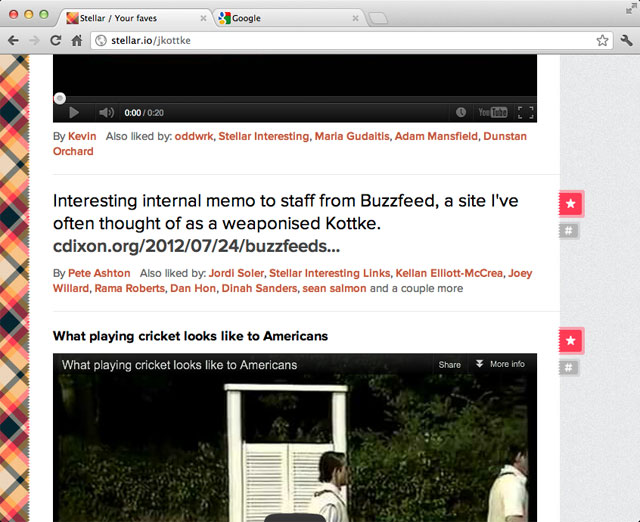 Stellar / Your faves
Google
stellar.io/jkottke
0:00 / 0:20
YouTube
By Kevin Also liked by: oddwrk, Stellar Interesting, Maria Gudaitis, Adam Mansfield, Dunstan
Orchard
Interesting internal memo to staff from Buzzfeed, a site I've
often thought of as a weaponised Kottke.
cdixon.org/2012/07/24/buzzfeeds...
#
By Pete Ashton Also liked by: Jordi Soler, Stellar Interesting Links, Kellan Elliott-McCrea, Joey
Willard, Rama Roberts, Dan Hon, Dinah Sanders, sean salmon and a couple more
What playing cricket looks like to Americans
What playing cricket looks like to Americans Share More info
#